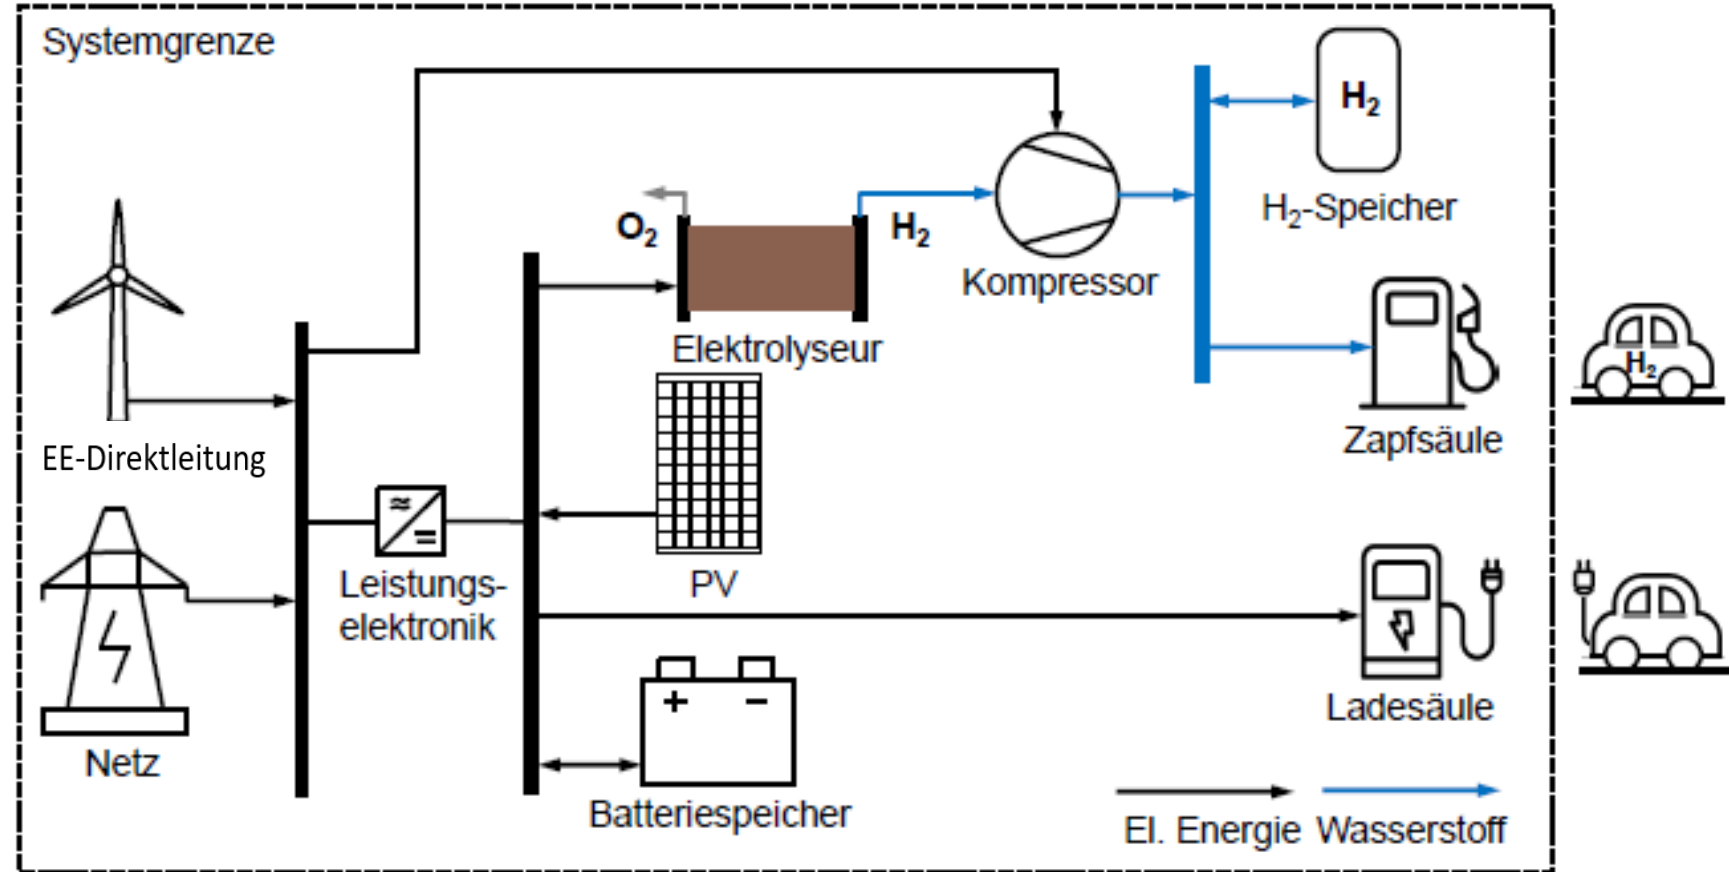 Systemgrenze
H₂
H₂-Speicher
O₂
H₂
Kompressor
Elektrolyseur
H₂
Zapfsäule
EE-Direktleitung
≈
=
Leistungs-
elektronik
PV
Netz
+ −
Batteriespeicher
Ladesäule
El. Energie
Wasserstoff